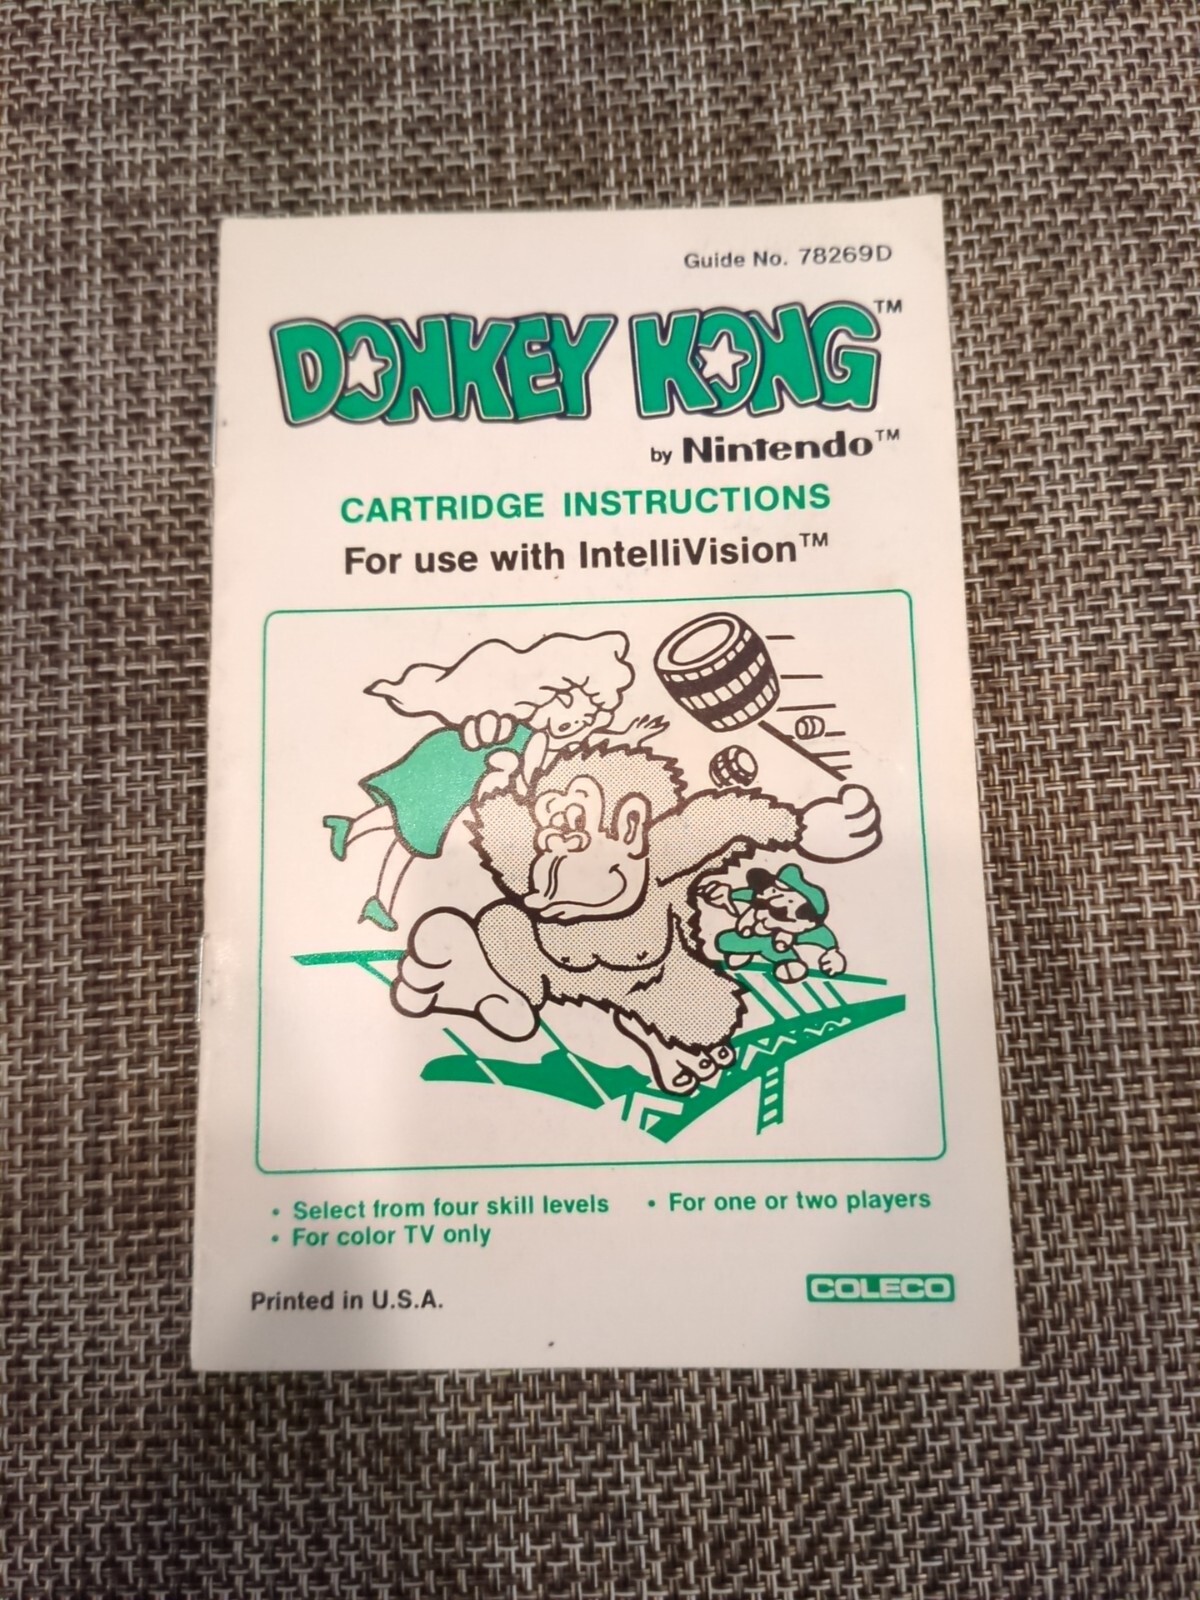 Guide No. 78269D
DONKEY KONG™
by Nintendo™
CARTRIDGE INSTRUCTIONS
For use with IntelliVision™
• Select from four skill levels • For one or two players
• For color TV only
Printed in U.S.A.
COLECO